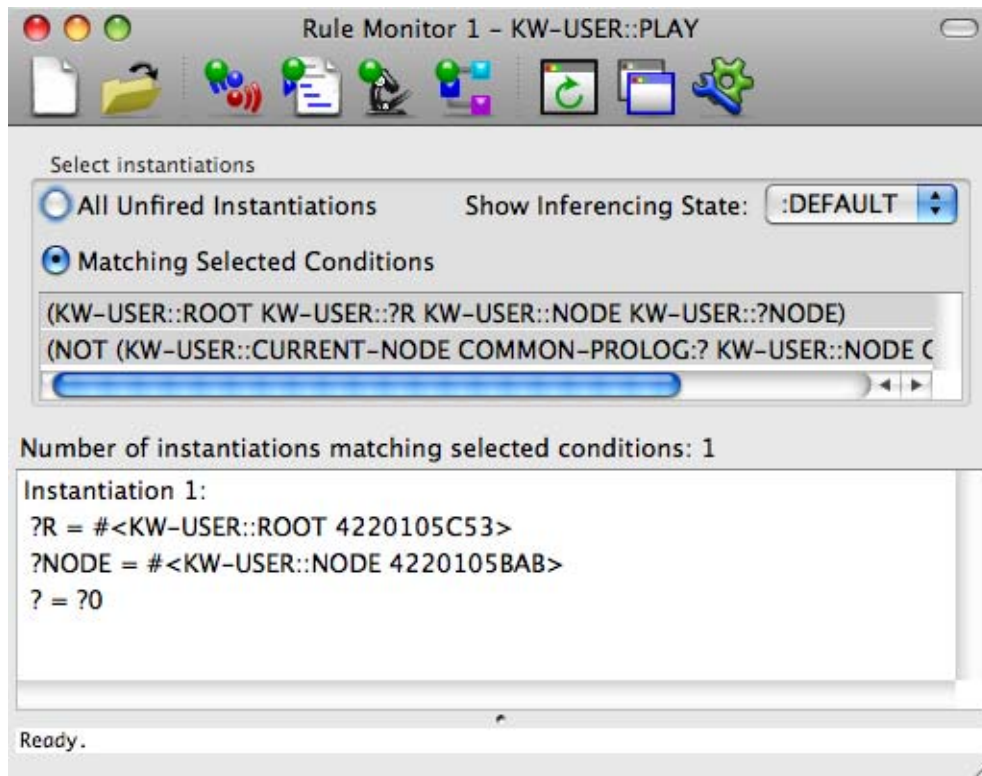 Rule Monitor 1 – KW-USER::PLAY
Select instantiations
All Unfired Instantiations Show Inferencing State: :DEFAULT
Matching Selected Conditions
(KW-USER::ROOT KW-USER::?R KW-USER::NODE KW-USER::?NODE)
(NOT (KW-USER::CURRENT-NODE COMMON-PROLOG:? KW-USER::NODE C
Number of instantiations matching selected conditions: 1
Instantiation 1:
?R = #<KW-USER::ROOT 4220105C53>
?NODE = #<KW-USER::NODE 4220105BAB>
? = ?0
Ready.